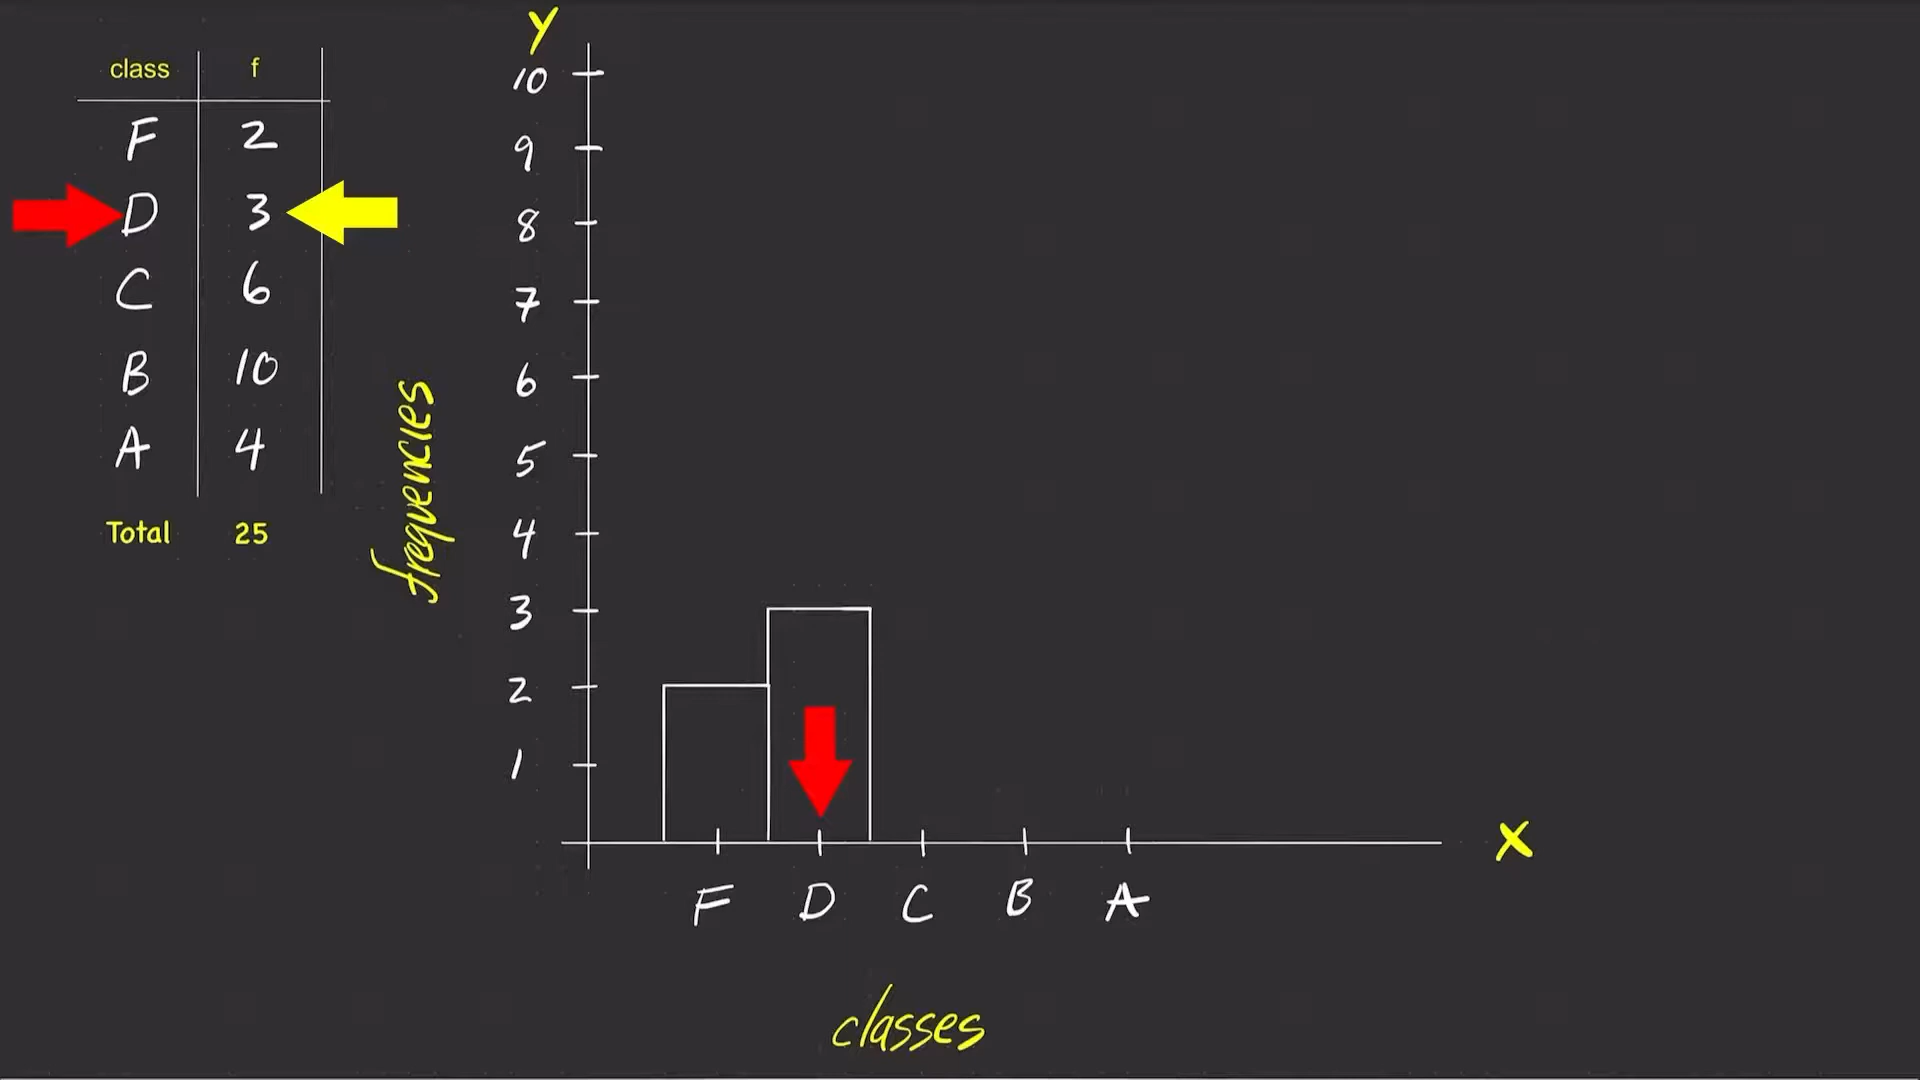 class f
F 2
D 3
C 6
B 10
A 4
Total 25
Y
10
9
8
7
6
5
4
3
2
1
frequencies
X
F D C B A
classes